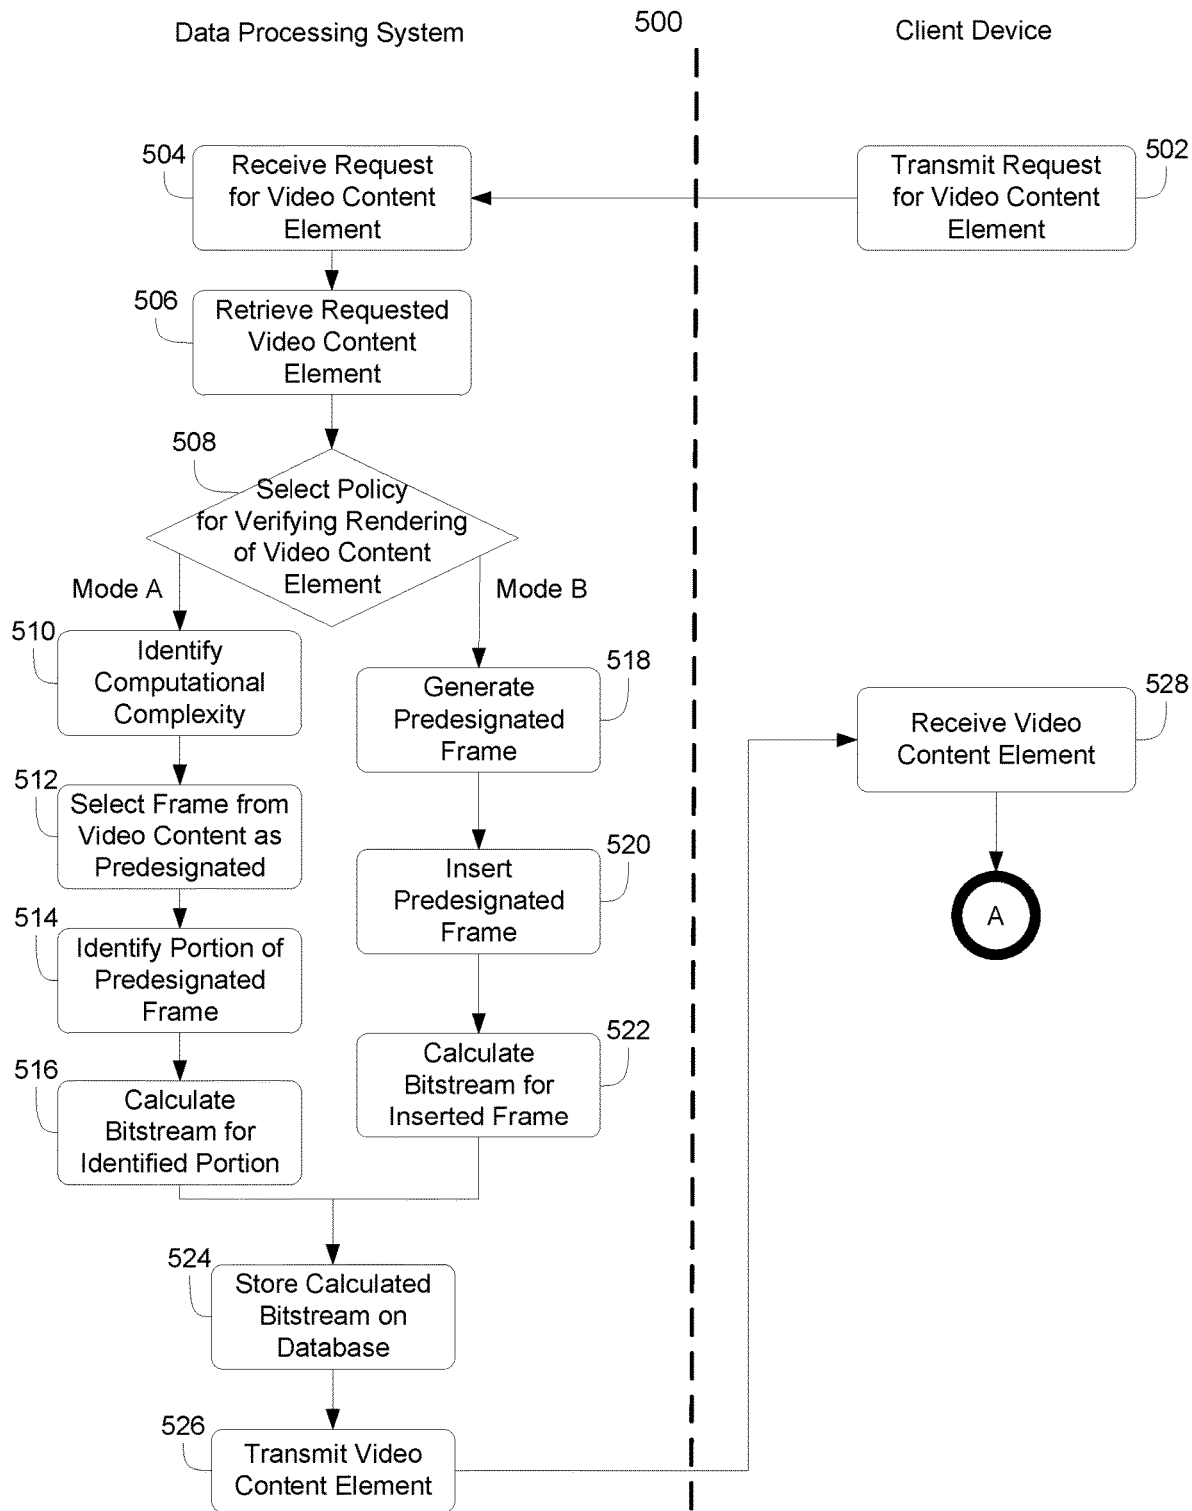 Data Processing System
500
Client Device
504
Receive Request
for Video Content
Element
Transmit Request
for Video Content
Element
502
506
Retrieve Requested
Video Content
Element
508
Select Policy
for Verifying Rendering
of Video Content
Element
Mode A
Mode B
510
Identify
Computational
Complexity
518
Generate
Predesignated
Frame
528
Receive Video
Content Element
512
Select Frame from
Video Content as
Predesignated
520
Insert
Predesignated
Frame
A
514
Identify Portion of
Predesignated
Frame
522
Calculate
Bitstream for
Inserted Frame
516
Calculate
Bitstream for
Identified Portion
524
Store Calculated
Bitstream on
Database
526
Transmit Video
Content Element